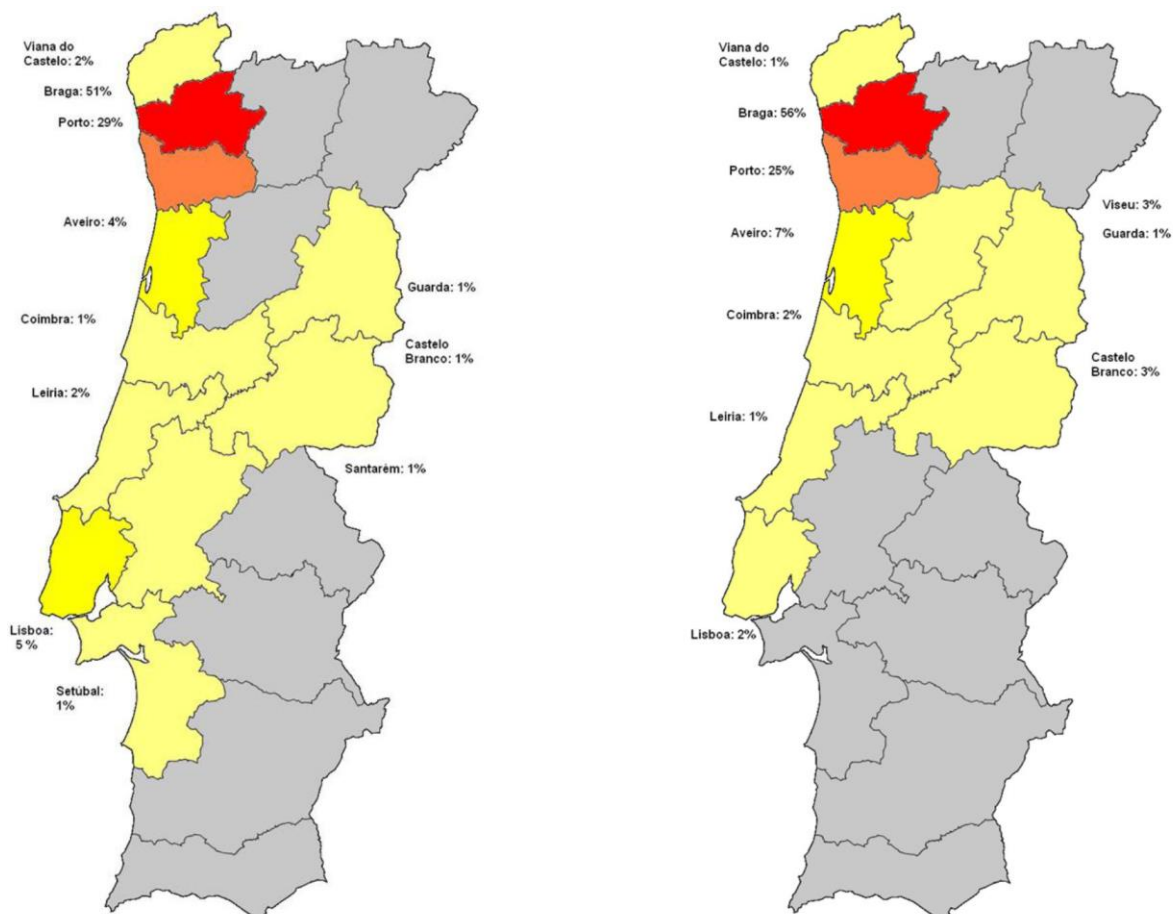 Viana do
Castelo: 2%
Braga: 51%
Porto: 29%
Aveiro: 4%
Guarda: 1%
Coimbra: 1%
Castelo
Branco: 1%
Leiria: 2%
Santarém: 1%
Lisboa:
5 %
Setúbal:
1%
Viana do
Castelo: 1%
Braga: 56%
Porto: 25%
Viseu: 3%
Aveiro: 7%
Guarda: 1%
Coimbra: 2%
Castelo
Branco: 3%
Leiria: 1%
Lisboa: 2%